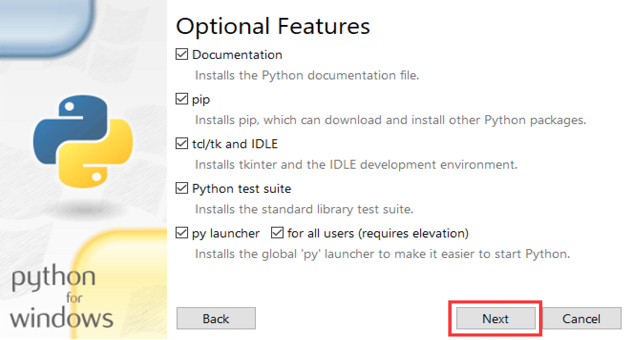 Optional Features
Documentation
Installs the Python documentation file.
pip
Installs pip, which can download and install other Python packages.
tcl/tk and IDLE
Installs tkinter and the IDLE development environment.
Python test suite
Installs the standard library test suite.
py launcher for all users (requires elevation)
Installs the global 'py' launcher to make it easier to start Python.
python
for
windows
Back Next Cancel